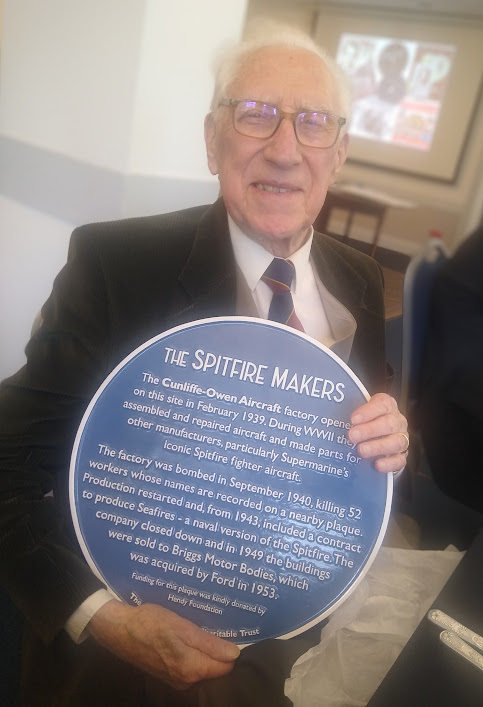 THE SPITFIRE MAKERS
The Cunliffe-Owen Aircraft factory opene
on this site in February 1939. During WWII they
assembled and repaired aircraft and made parts for
other manufacturers, particularly Supermarine's
iconic Spitfire fighter aircraft.
The factory was bombed in September 1940, killing 52
workers whose names are recorded on a nearby plaque.
Production restarted and, from 1943, included a contract
to produce Seafires - a naval version of the Spitfire. The
company closed down and in 1949 the buildings
were sold to Briggs Motor Bodies, which
was acquired by Ford in 1953.
Funding for this plaque was kindly donated by
Hendy Foundation
The
ritable Trust